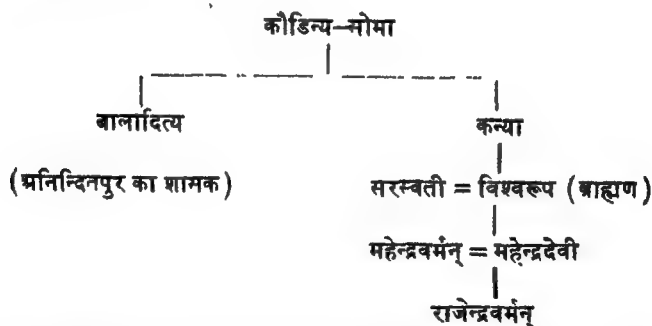 कौडिन्य–सोमा
बालादित्य कन्या
(अनिन्दितपुर का शासक) सरस्वती = विश्वरूप (ब्राह्मण)
महेन्द्रवर्मन् = महेन्द्रदेवी
राजेन्द्रवर्मन्